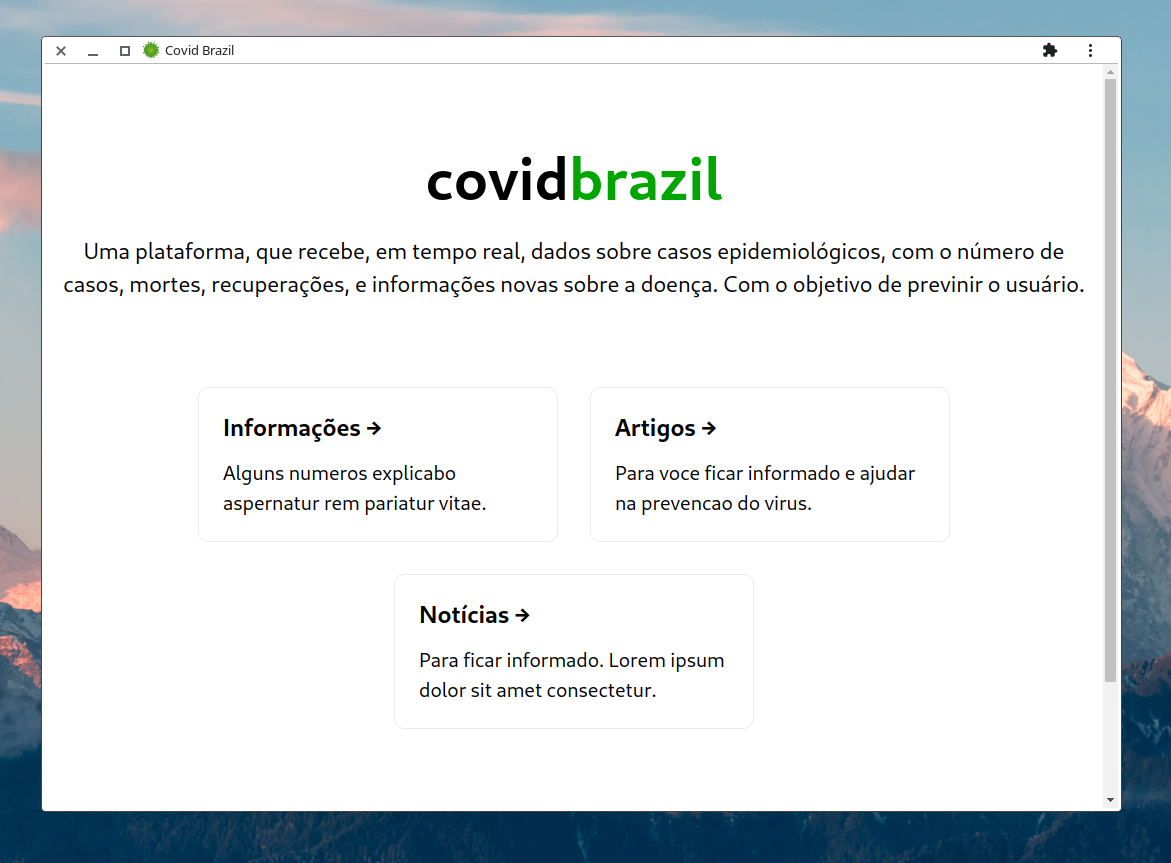 Covid Brazil
covidbrazil
Uma plataforma, que recebe, em tempo real, dados sobre casos epidemiológicos, com o número de
casos, mortes, recuperações, e informações novas sobre a doença. Com o objetivo de previnir o usuário.
Informações →
Alguns numeros explicabo
aspernatur rem pariatur vitae.
Artigos →
Para voce ficar informado e ajudar
na prevencao do virus.
Notícias →
Para ficar informado. Lorem ipsum
dolor sit amet consectetur.